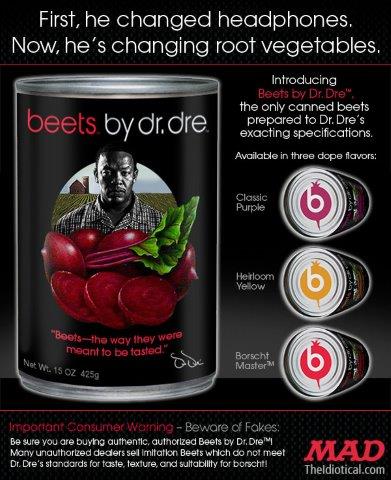 First, he changed headphones.
Now, he's changing root vegetables.
beets by dr. dre™
"Beets—the way they were
meant to be tasted."
Net Wt. 15 OZ 425g
Introducing
Beets by Dr. Dre™,
the only canned beets
prepared to Dr. Dre's
exacting specifications.
Available in three dope flavors:
Classic
Purple
Heirloom
Yellow
Borscht
Master™
Important Consumer Warning – Beware of Fakes:
Be sure you are buying authentic, authorized Beets by Dr. Dre™!
Many unauthorized dealers sell imitation Beets which do not meet
Dr. Dre's standards for taste, texture, and suitability for borscht!
MAD
TheIdiotical.com